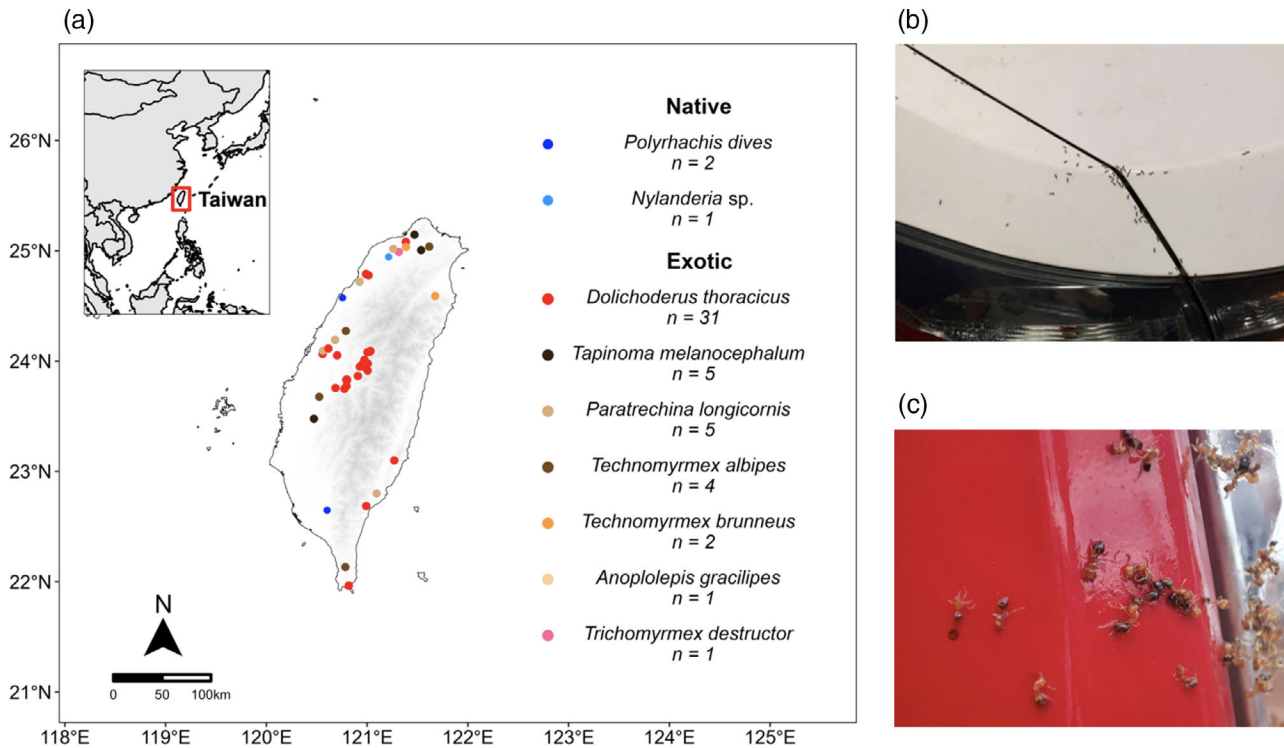 (a)
26°N
25°N
24°N
23°N
22°N
21°N
118°E
119°E
120°E
121°E
122°E
123°E
124°E
125°E
Taiwan
N
0
50
100km
Native
Polyrhachis dives
n = 2
Nylanderia sp.
n = 1
Exotic
Dolichoderus thoracicus
n = 31
Tapinoma melanocephalum
n = 5
Paratrechina longicornis
n = 5
Technomyrmex albipes
n = 4
Technomyrmex brunneus
n = 2
Anoplolepis gracilipes
n = 1
Trichomyrmex destructor
n = 1
(b)
(c)